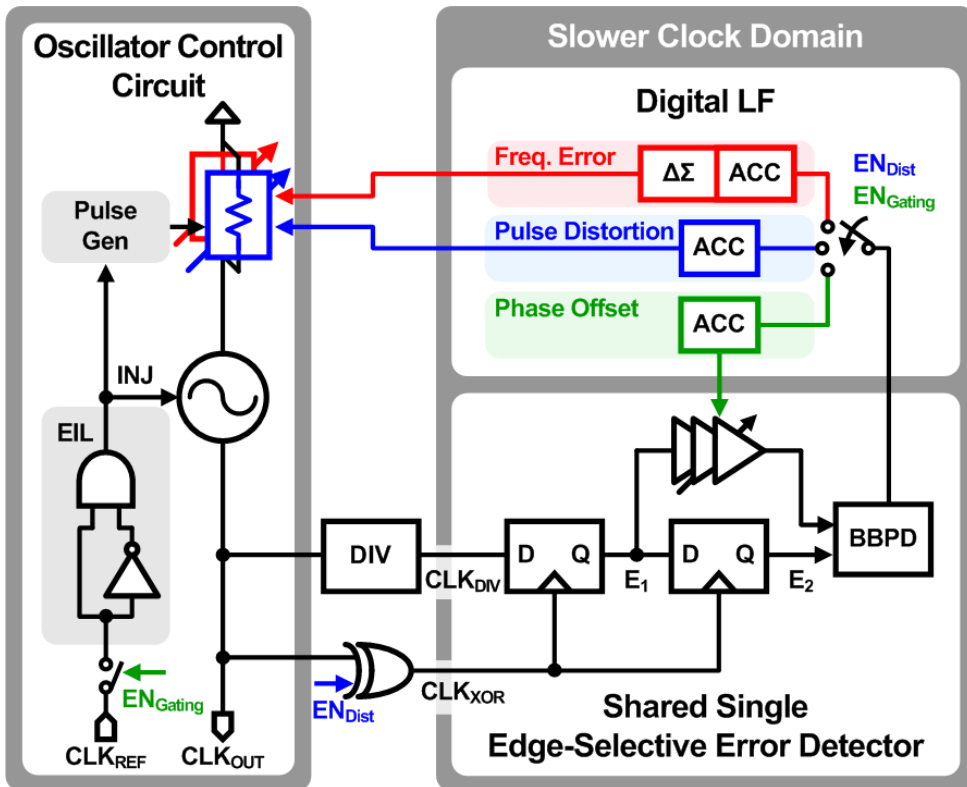 Oscillator Control
Circuit
Pulse
Gen
INJ
EIL
EN_Gating
CLK_REF
CLK_OUT
Slower Clock Domain
Digital LF
Freq. Error
ΔΣ
ACC
EN_Dist
EN_Gating
Pulse Distortion
ACC
Phase Offset
ACC
DIV
CLK_DIV
D
Q
E_1
D
Q
E_2
BBPD
EN_Dist
CLK_XOR
Shared Single
Edge-Selective Error Detector